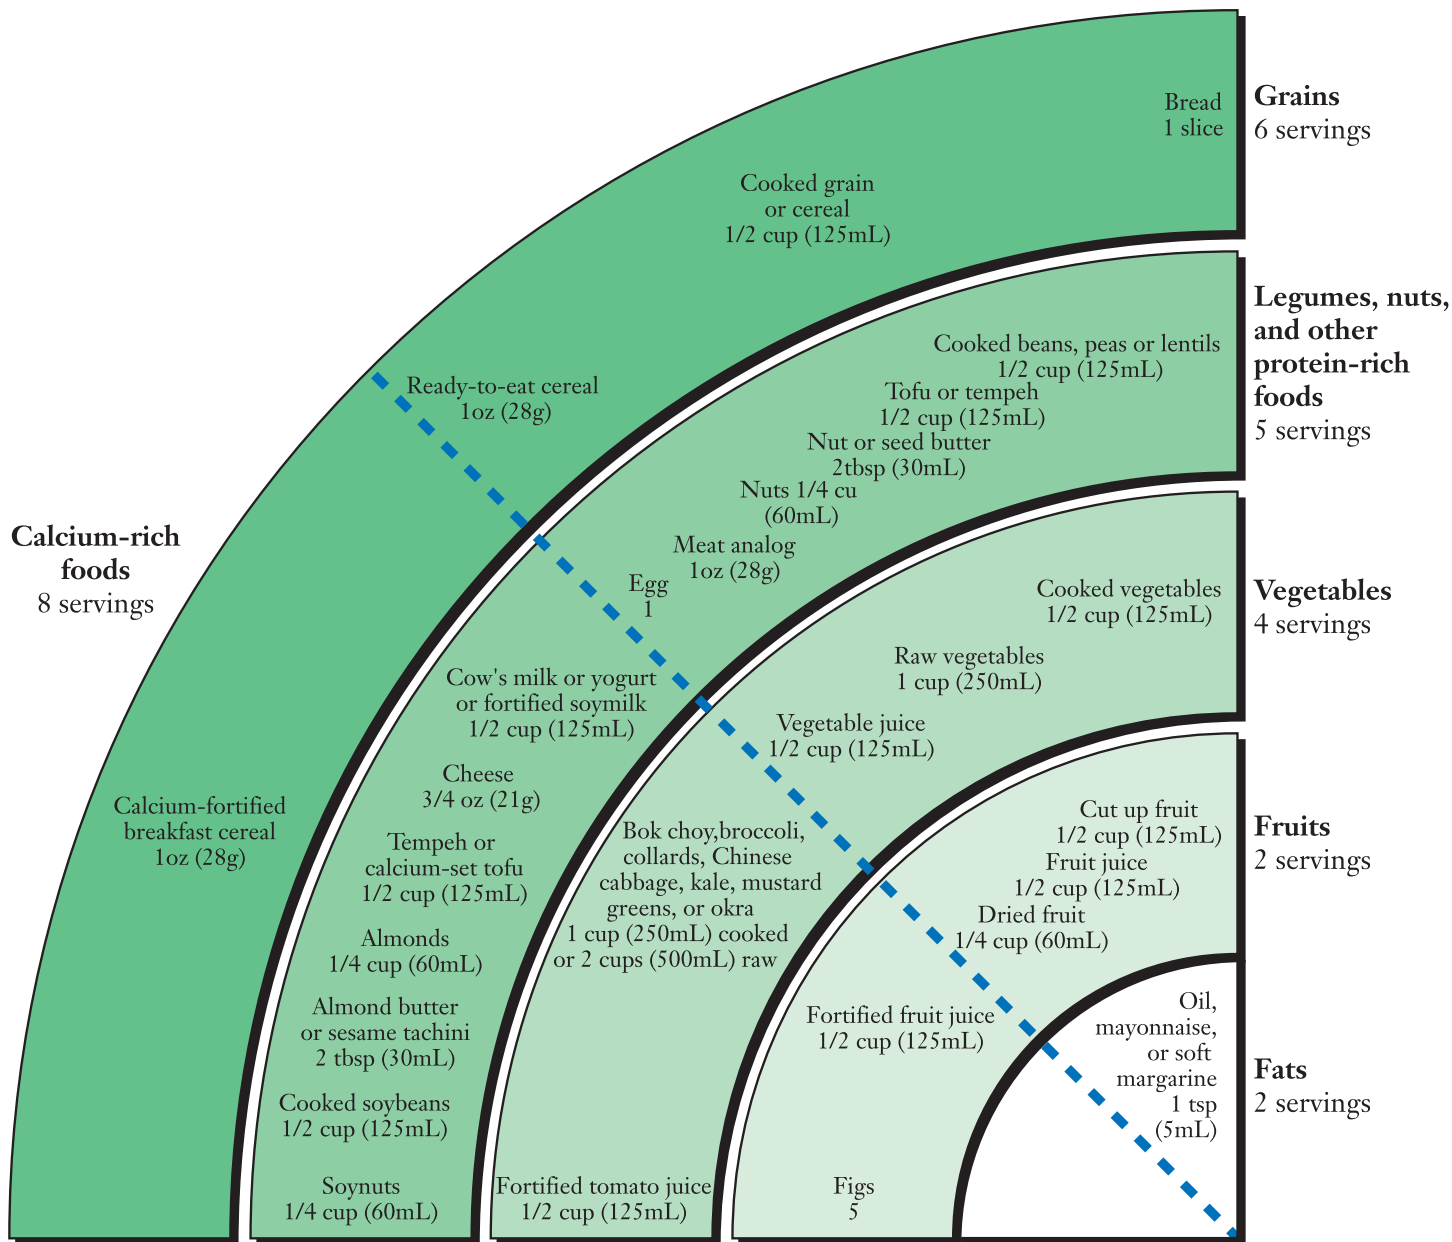 Bread
1 slice
Grains
6 servings
Cooked grain
or cereal
1/2 cup (125mL)
Ready-to-eat cereal
1oz (28g)
Legumes, nuts,
and other
protein-rich
foods
5 servings
Cooked beans, peas or lentils
1/2 cup (125mL)
Tofu or tempeh
1/2 cup (125mL)
Nut or seed butter
2tbsp (30mL)
Nuts 1/4 cu
(60mL)
Meat analog
1oz (28g)
Egg
1
Calcium-rich
foods
8 servings
Vegetables
4 servings
Cooked vegetables
1/2 cup (125mL)
Raw vegetables
1 cup (250mL)
Vegetable juice
1/2 cup (125mL)
Cow's milk or yogurt
or fortified soymilk
1/2 cup (125mL)
Cheese
3/4 oz (21g)
Calcium-fortified
breakfast cereal
1oz (28g)
Tempeh or
calcium-set tofu
1/2 cup (125mL)
Almonds
1/4 cup (60mL)
Almond butter
or sesame tachini
2 tbsp (30mL)
Cooked soybeans
1/2 cup (125mL)
Soynuts
1/4 cup (60mL)
Bok choy,broccoli,
collards, Chinese
cabbage, kale, mustard
greens, or okra
1 cup (250mL) cooked
or 2 cups (500mL) raw
Fortified tomato juice
1/2 cup (125mL)
Fruits
2 servings
Cut up fruit
1/2 cup (125mL)
Fruit juice
1/2 cup (125mL)
Dried fruit
1/4 cup (60mL)
Fortified fruit juice
1/2 cup (125mL)
Figs
5
Oil,
mayonnaise,
or soft
margarine
1 tsp
(5mL)
Fats
2 servings